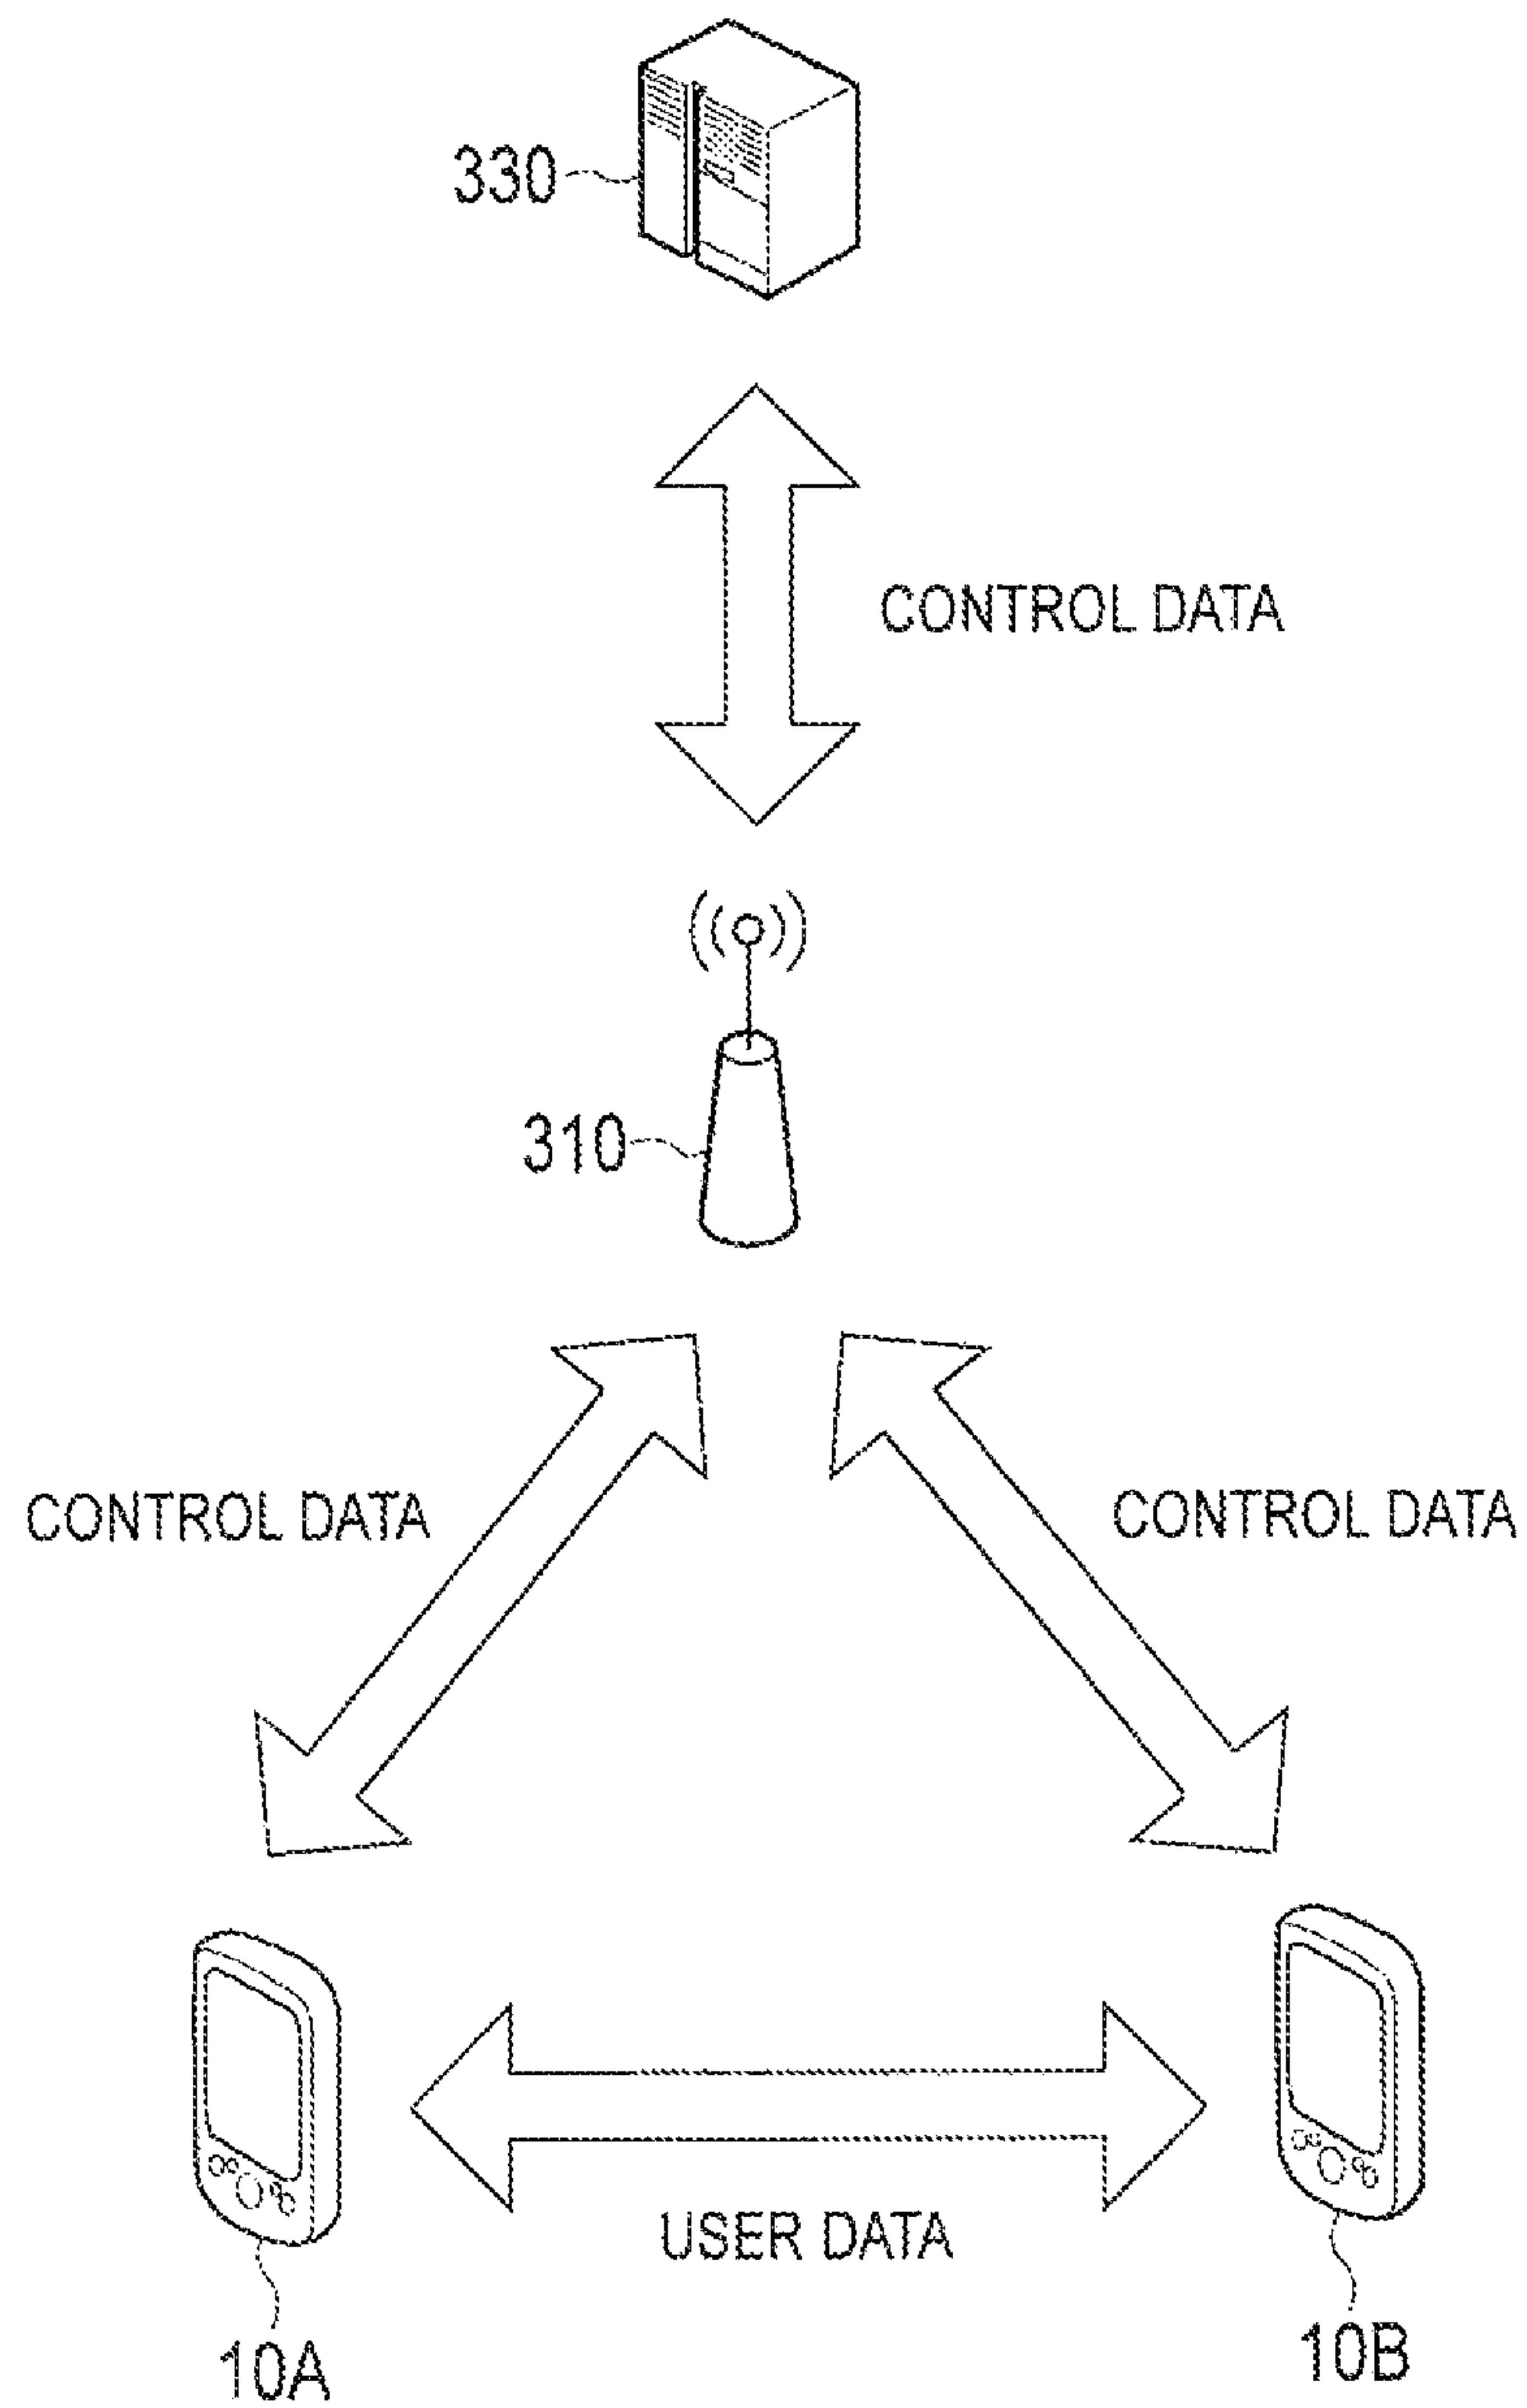 330
CONTROL DATA
310
CONTROL DATA
CONTROL DATA
USER DATA
10A
10B